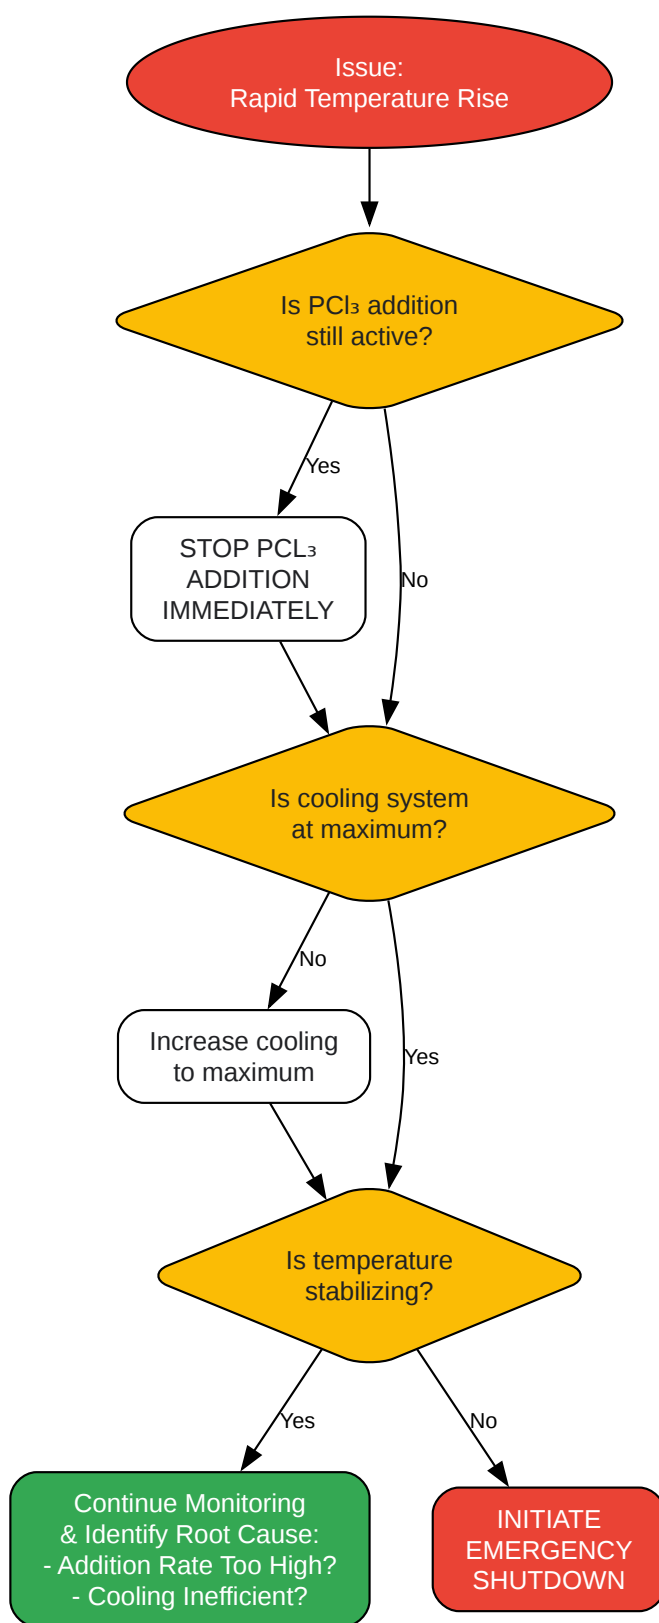 Issue:
Rapid Temperature Rise
Is PCl₃ addition
still active?
Yes
STOP PCL₃
ADDITION
IMMEDIATELY
No
Is cooling system
at maximum?
No
Increase cooling
to maximum
Yes
Is temperature
stabilizing?
Yes
No
Continue Monitoring
& Identify Root Cause:
- Addition Rate Too High?
- Cooling Inefficient?
INITIATE
EMERGENCY
SHUTDOWN